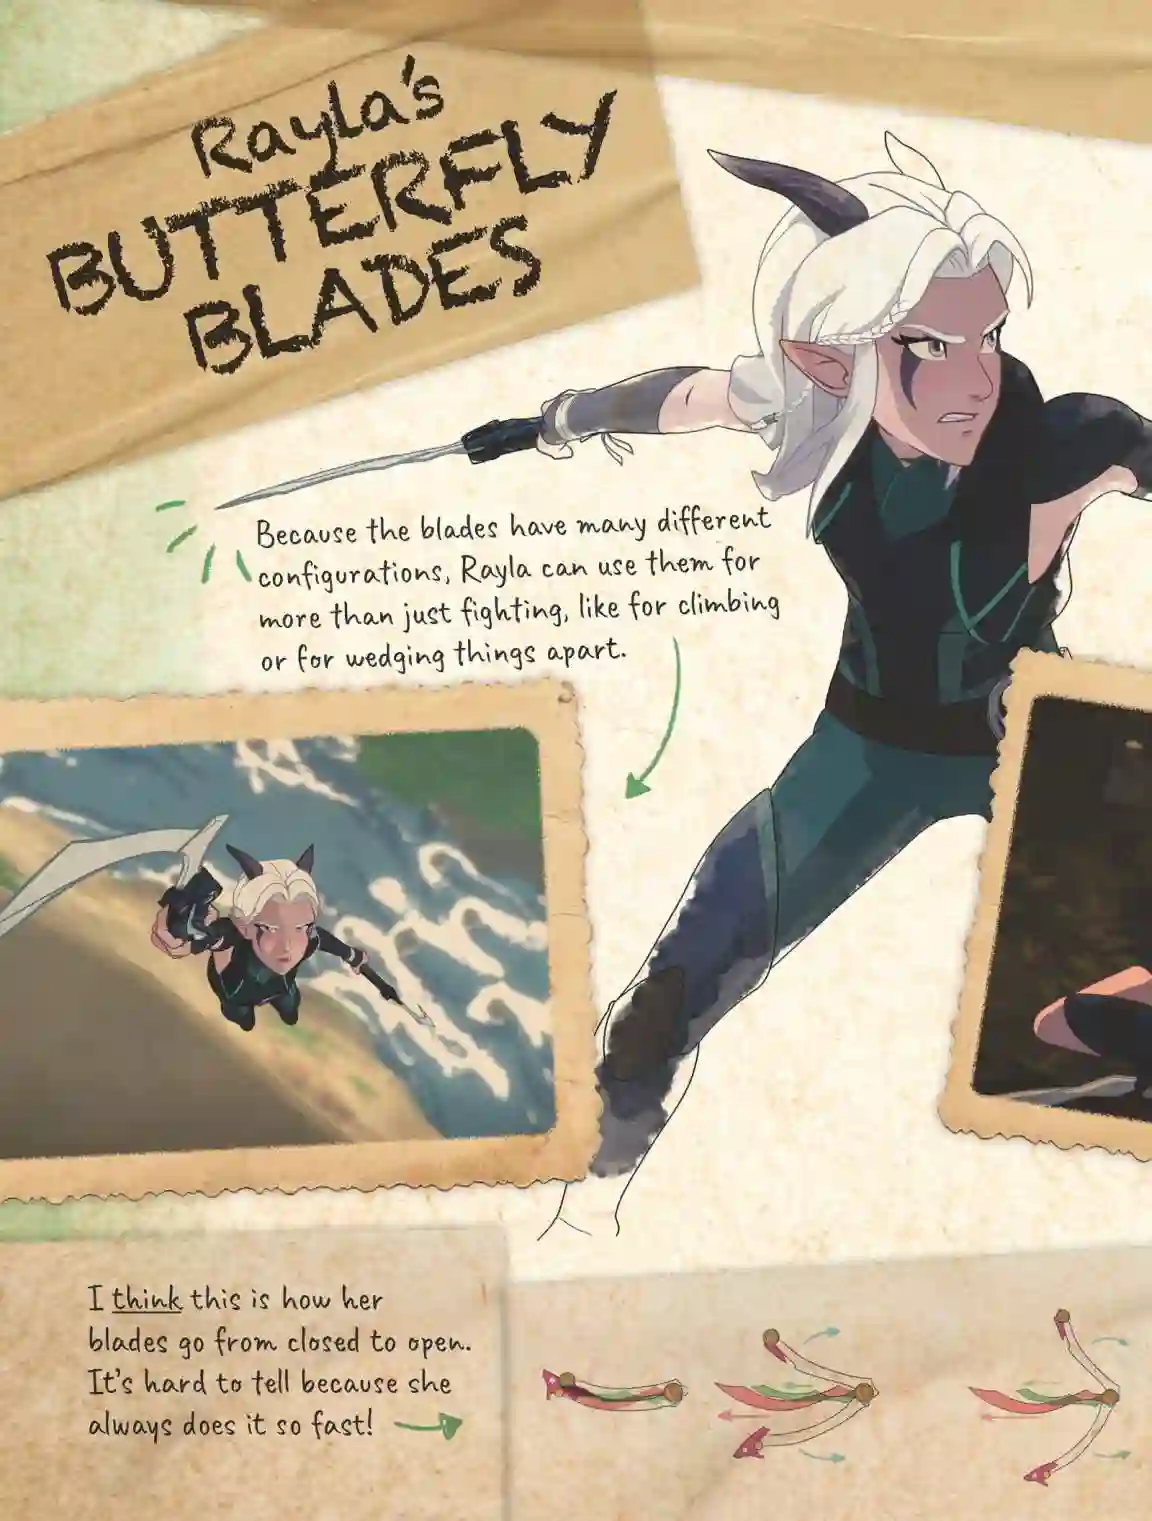 Rayla's
BUTTERFLY
BLADES
Because the blades have many different
configurations, Rayla can use them for
more than just fighting, like for climbing
or for wedging things apart.
I think this is how her
blades go from closed to open.
It's hard to tell because she
always does it so fast!